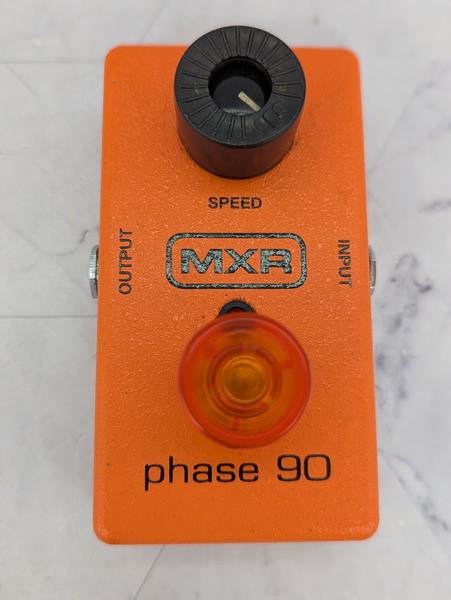 SPEED
OUTPUT
MXR
INPUT
phase 90